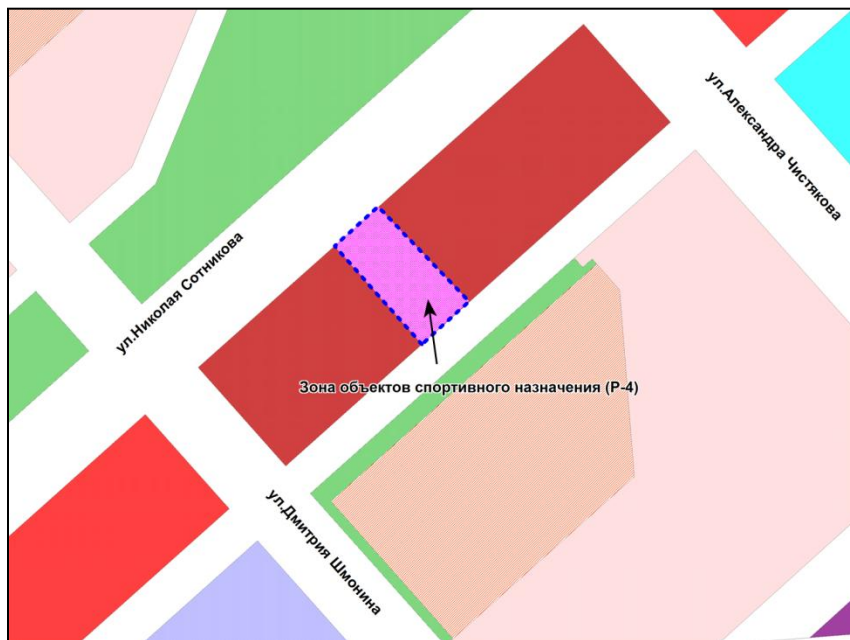 ул.Александра Чистякова
ул.Николая Сотникова
Зона объектов спортивного назначения (Р-4)
ул.Дмитрия Шмонина